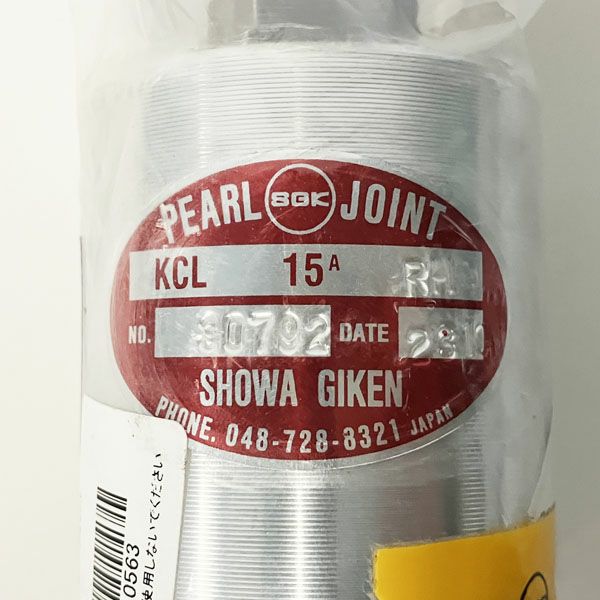 PEARL SGK JOINT
KCL 15A RH
NO. 30792 DATE 2312
SHOWA GIKEN
PHONE. 048-728-8321 JAPAN
0563
使用しないでください